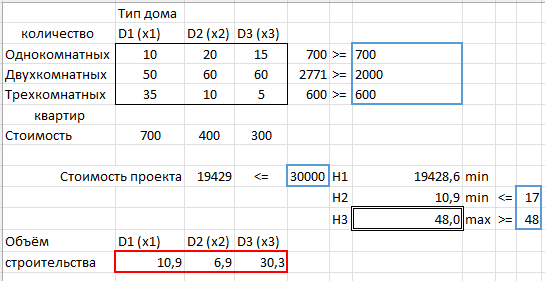 Тип дома
количество D1 (x1) D2 (x2) D3 (x3)
Однокомнатных 10 20 15 700 >= 700
Двухкомнатных 50 60 60 2771 >= 2000
Трехкомнатных 35 10 5 600 >= 600
квартир
Стоимость 700 400 300
Стоимость проекта 19429 <= 30000 H1 19428,6 min
H2 10,9 min <= 17
H3 48,0 max >= 48
Объём D1 (x1) D2 (x2) D3 (x3)
строительства 10,9 6,9 30,3